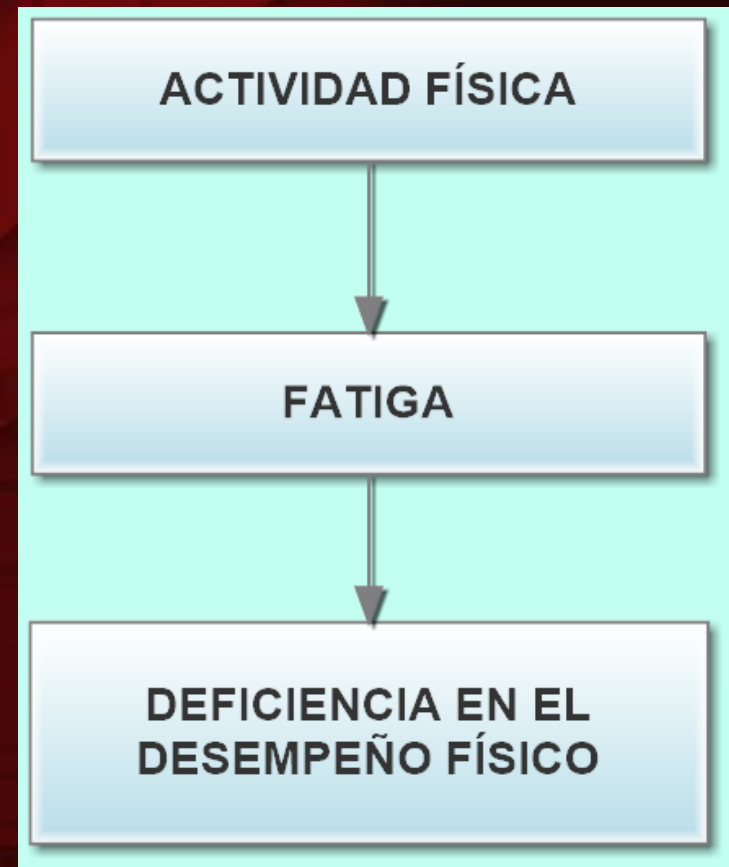 ACTIVIDAD FÍSICA
FATIGA
DEFICIENCIA EN EL
DESEMPEÑO FÍSICO